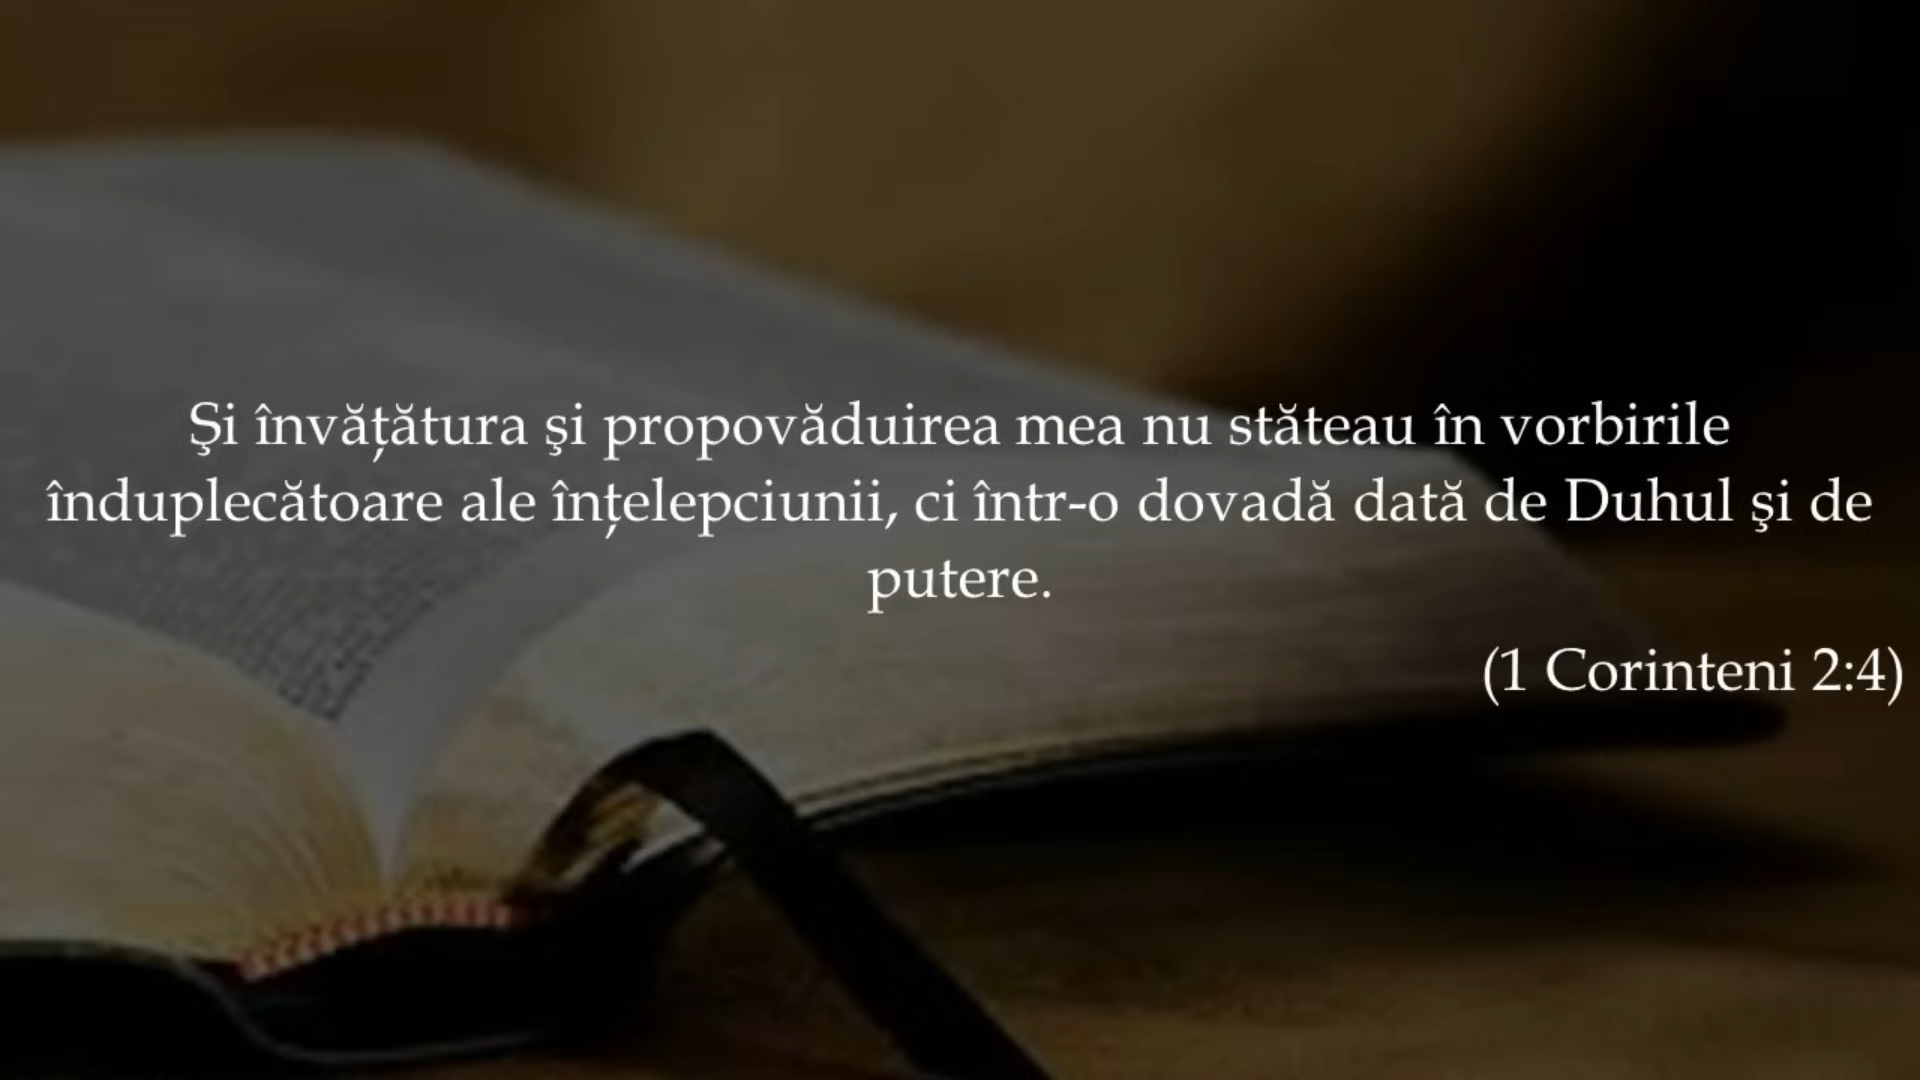 Şi învăţătura şi propovăduirea mea nu stăteau în vorbirile
înduplecătoare ale înţelepciunii, ci într-o dovadă dată de Duhul şi de
putere.
(1 Corinteni 2:4)